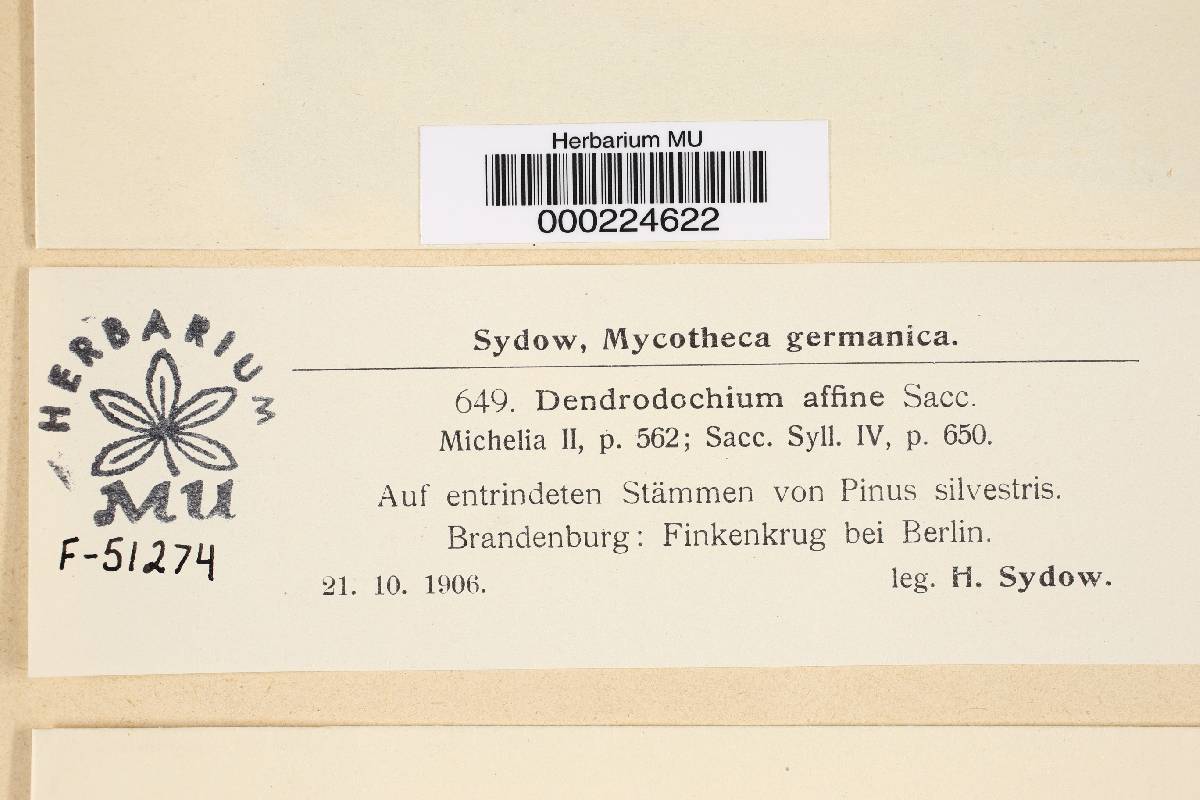 Herbarium MU
000224622
HERBARIUM
MU
F-51274
Sydow, Mycotheca germanica.
649. Dendrodochium affine Sacc.
Michelia II, p. 562; Sacc. Syll. IV, p. 650.
Auf entrindeten Stämmen von Pinus silvestris.
Brandenburg: Finkenkrug bei Berlin.
21. 10. 1906. leg. H. Sydow.